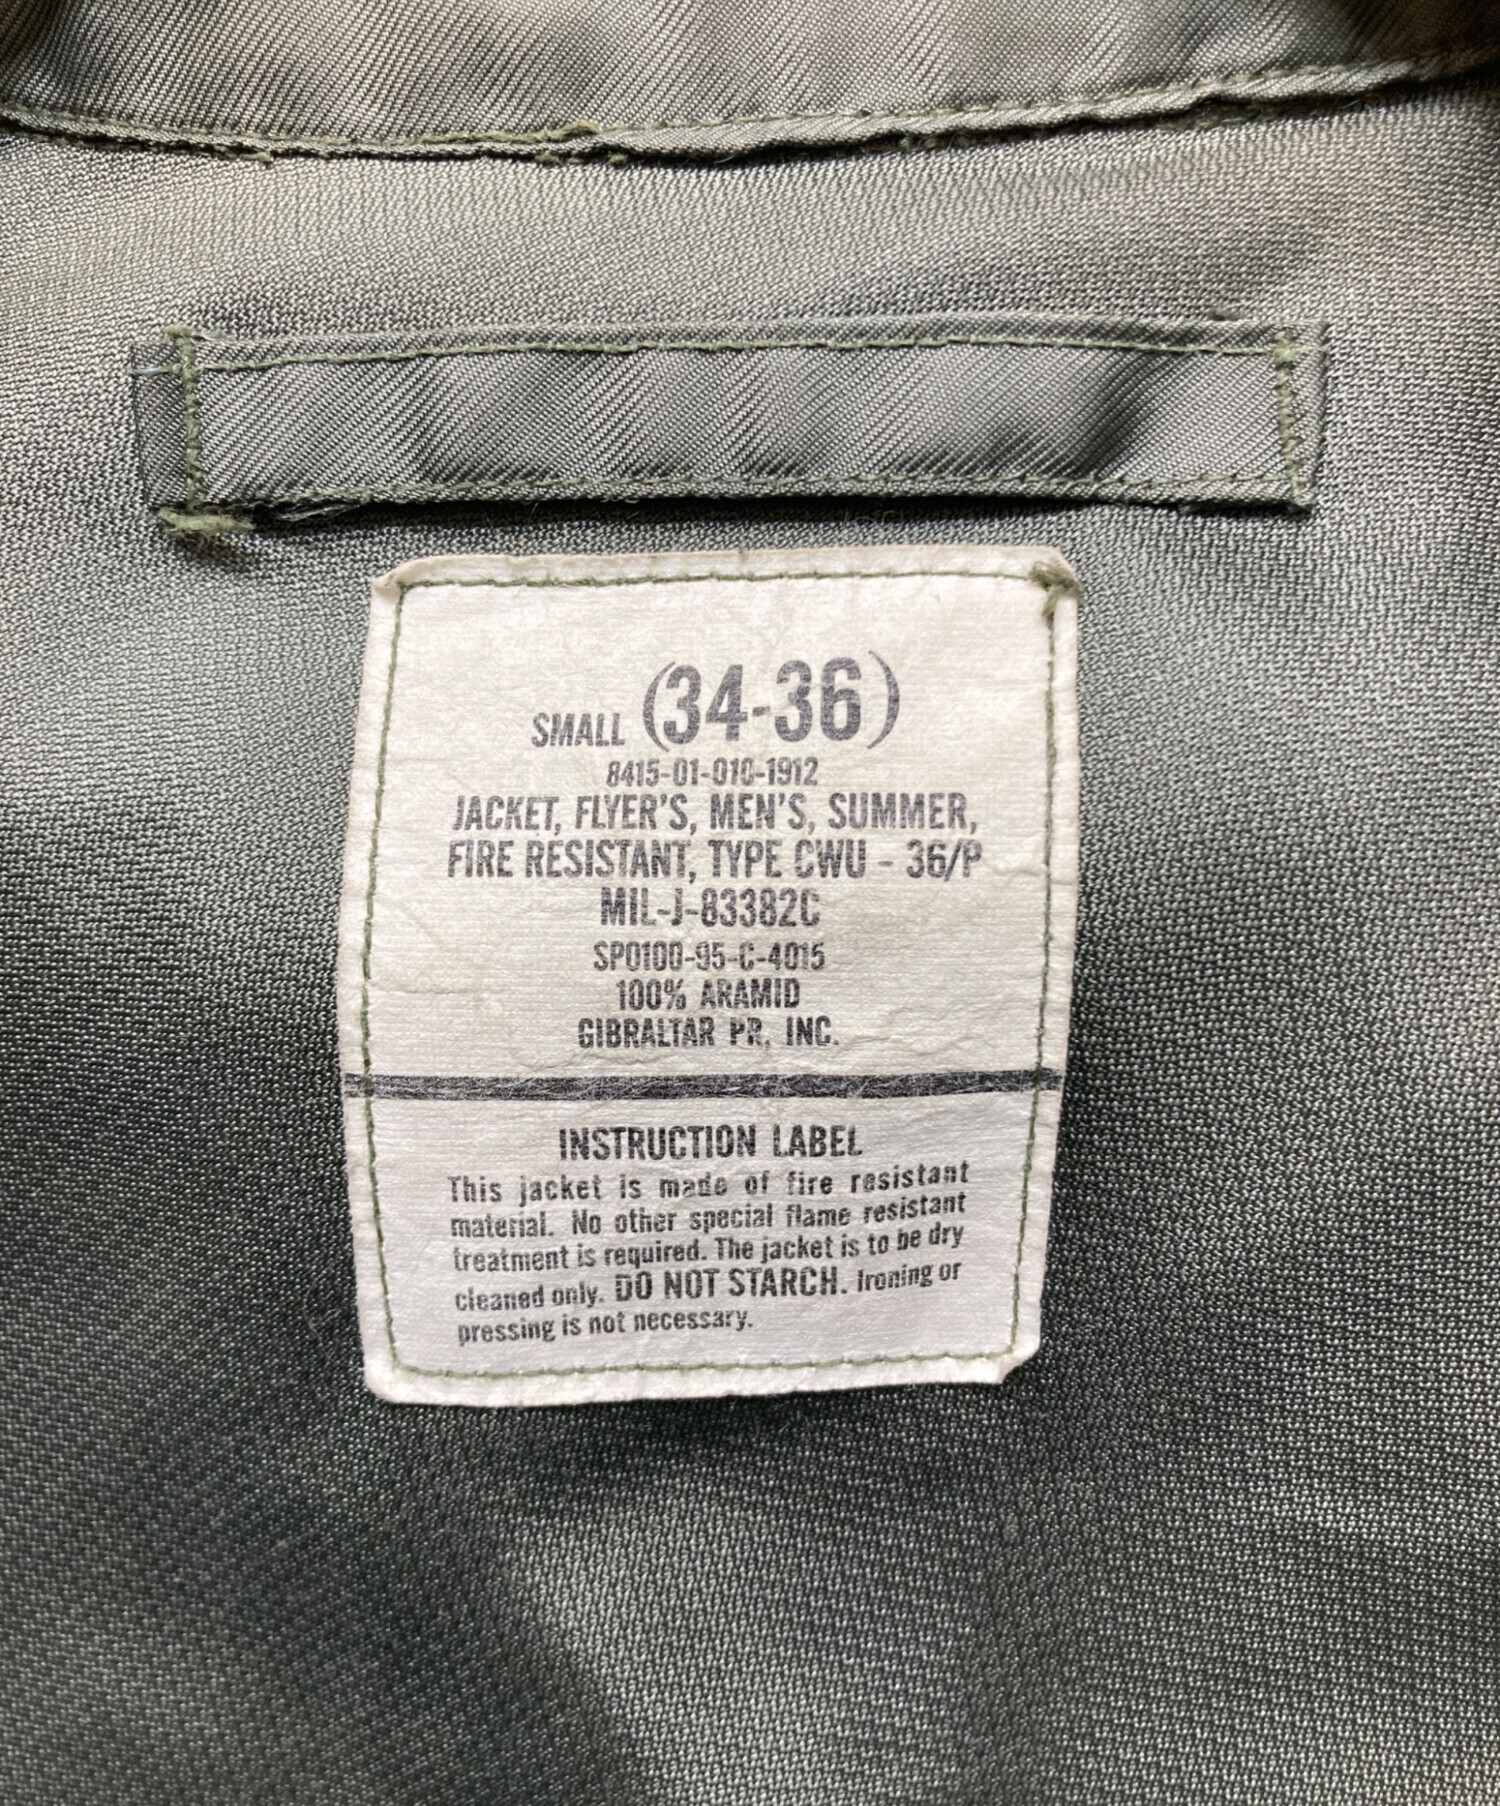 SMALL (34-36)
8415-01-010-1912
JACKET, FLYER'S, MEN'S, SUMMER,
FIRE RESISTANT, TYPE CWU - 36/P
MIL-J-83382C
SP0100-95-C-4015
100% ARAMID
GIBRALTAR PR, INC.
INSTRUCTION LABEL
This jacket is made of fire resistant
material. No other special flame resistant
treatment is required. The jacket is to be dry
cleaned only. DO NOT STARCH. Ironing or
pressing is not necessary.